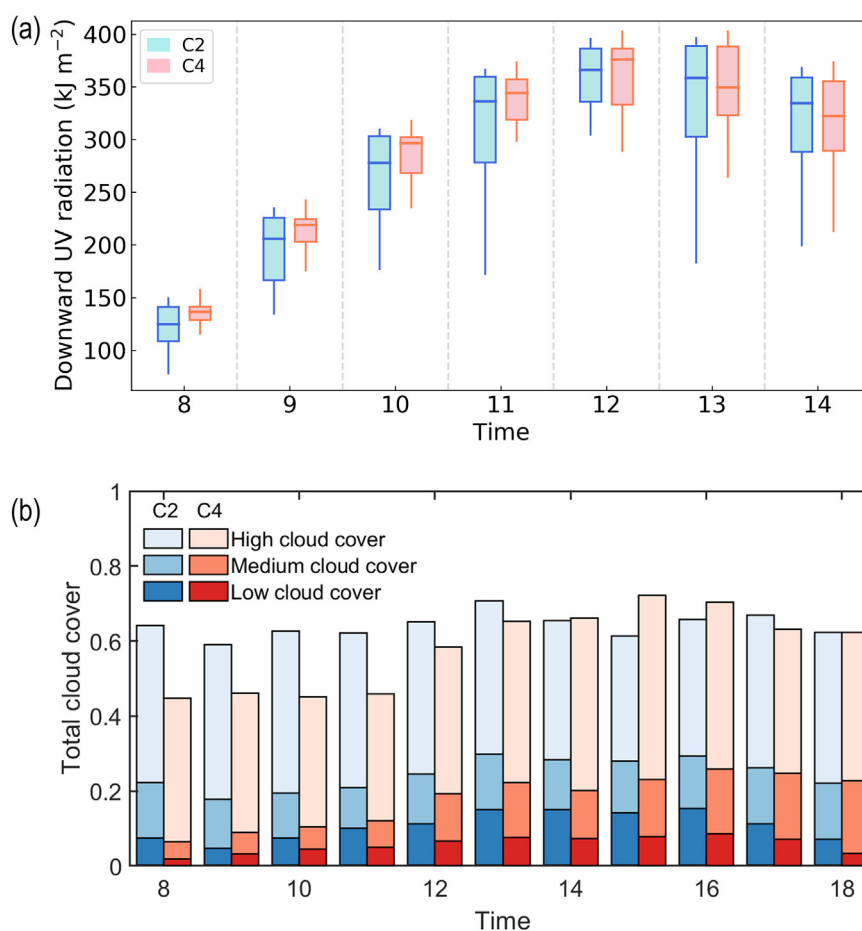 (a)
Downward UV radiation (kJ m⁻²)
400
350
300
250
200
150
100
C2
C4
8 9 10 11 12 13 14
Time
(b)
Total cloud cover
1
0.8
0.6
0.4
0.2
0
C2 C4
High cloud cover
Medium cloud cover
Low cloud cover
8 10 12 14 16 18
Time